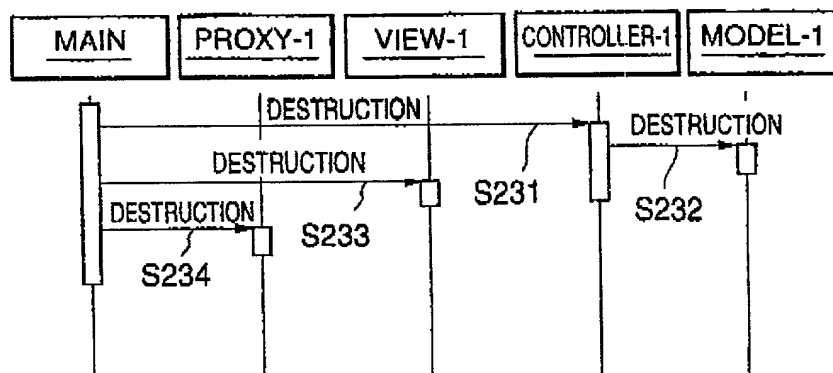 MAIN
PROXY-1
VIEW-1
CONTROLLER-1
MODEL-1
DESTRUCTION
DESTRUCTION
DESTRUCTION
S231
S232
DESTRUCTION
S233
S234